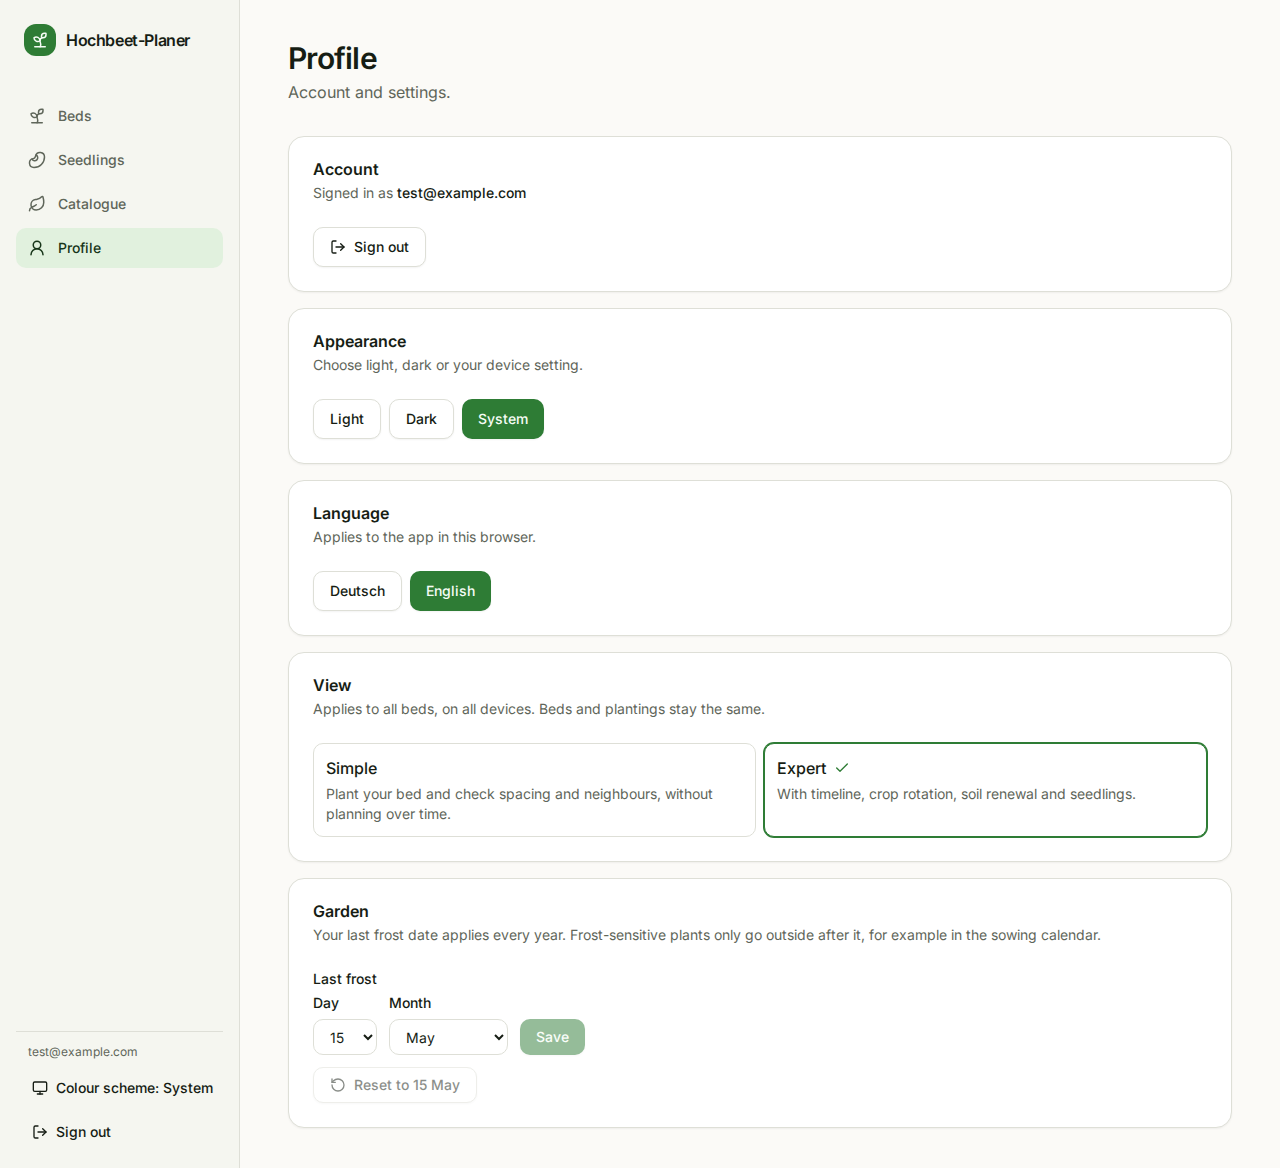 Hochbeet-Planer
Beds
Seedlings
Catalogue
Profile
test@example.com
Colour scheme: System
Sign out
Profile
Account and settings.
Account
Signed in as test@example.com
Sign out
Appearance
Choose light, dark or your device setting.
Light
Dark
System
Language
Applies to the app in this browser.
Deutsch
English
View
Applies to all beds, on all devices. Beds and plantings stay the same.
Simple
Plant your bed and check spacing and neighbours, without
planning over time.
Expert
With timeline, crop rotation, soil renewal and seedlings.
Garden
Your last frost date applies every year. Frost-sensitive plants only go outside after it, for example in the sowing calendar.
Last frost
Day
Month
15
May
Save
Reset to 15 May